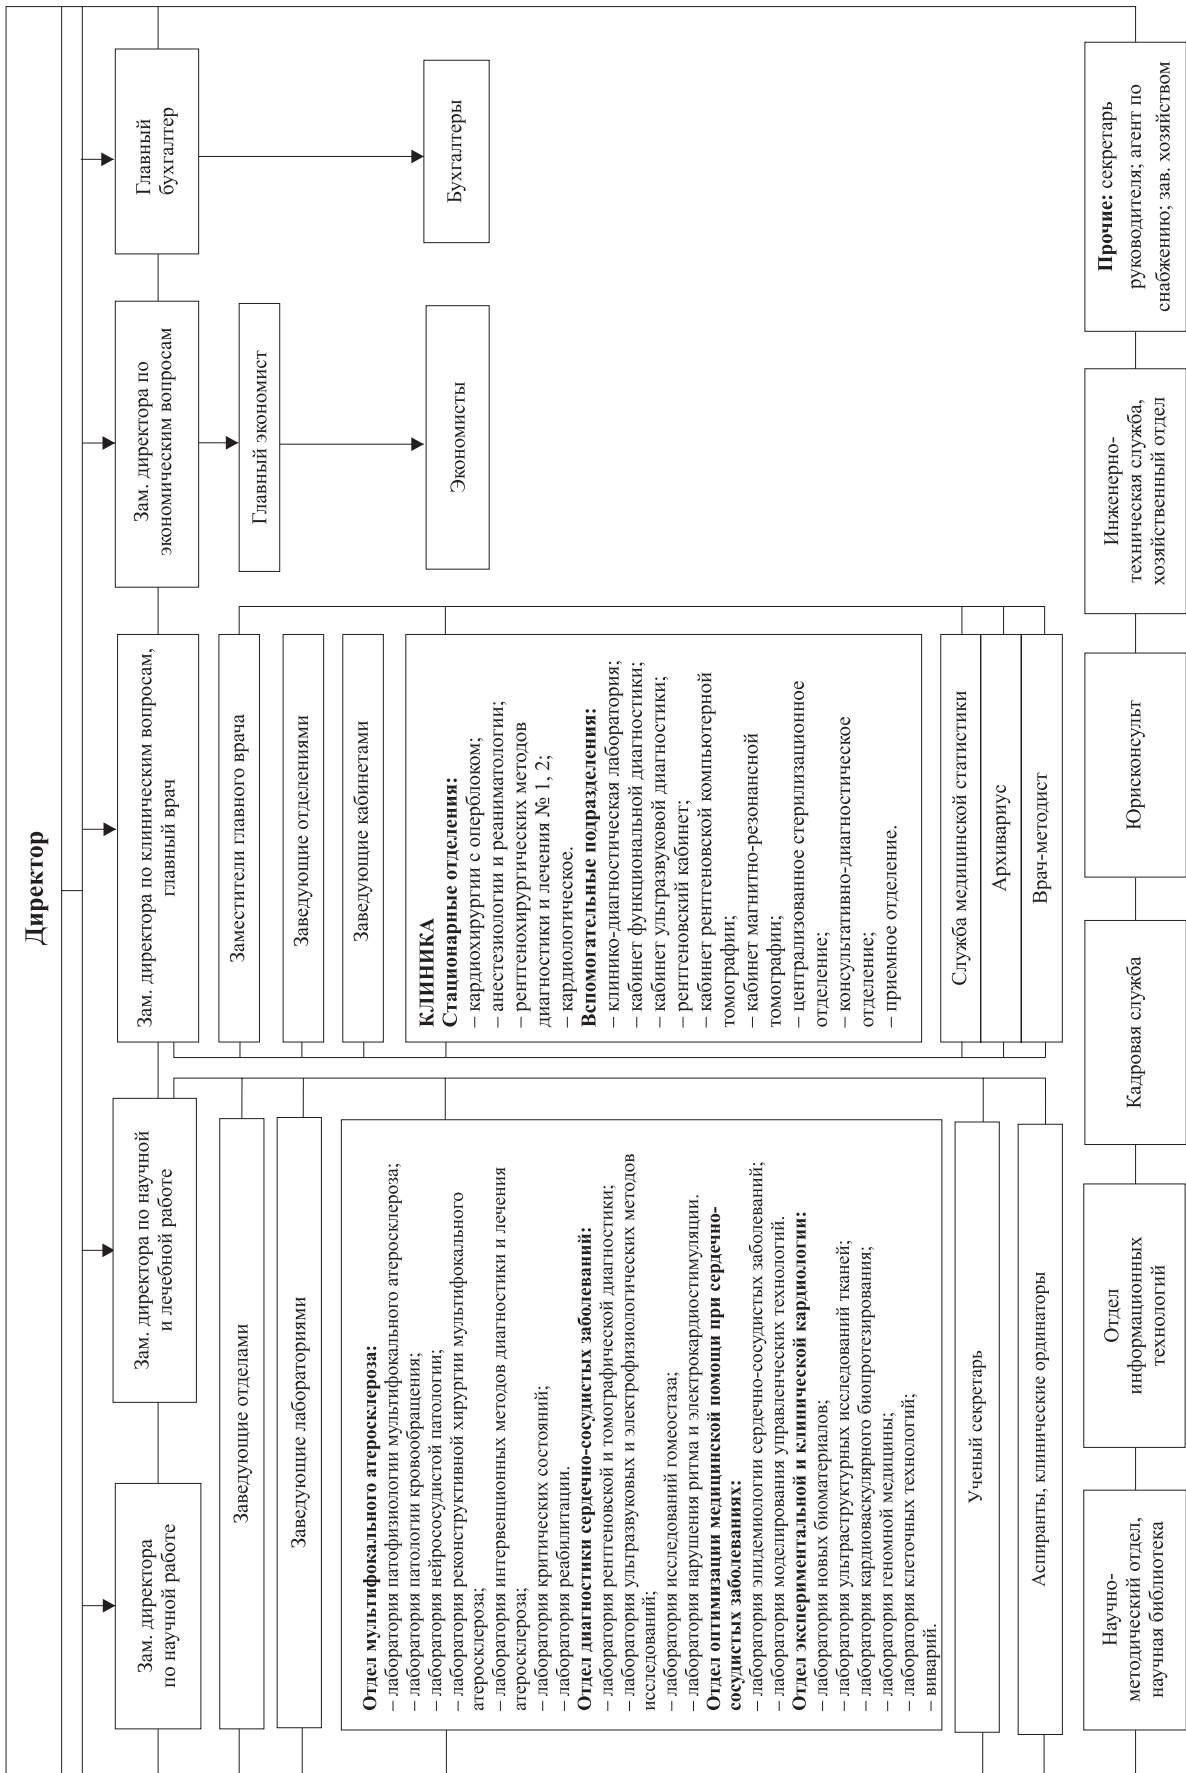 Директор
Зам. директора
по научной работе
Зам. директора по научной
и лечебной работе
Зам. директора по клиническим вопросам,
главный врач
Зам. директора по
экономическим вопросам
Главный
бухгалтер
Заведующие отделами
Заведующие лабораториями
Отдел мультифокального атеросклероза:
– лаборатория патофизиологии мультифокального атеросклероза;
– лаборатория патологии кровообращения;
– лаборатория нейрососудистой патологии;
– лаборатория реконструктивной хирургии мультифокального
атеросклероза;
– лаборатория интервенционных методов диагностики и лечения
атеросклероза;
– лаборатория критических состояний;
– лаборатория реабилитации.
Отдел диагностики сердечно-сосудистых заболеваний:
– лаборатория рентгеновской и томографической диагностики;
– лаборатория ультразвуковых и электрофизиологических методов
исследований;
– лаборатория исследований гомеостаза;
– лаборатория нарушения ритма и электрокардиостимуляции.
Отдел оптимизации медицинской помощи при сердечно-
сосудистых заболеваниях:
– лаборатория эпидемиологии сердечно-сосудистых заболеваний;
– лаборатория моделирования управленческих технологий.
Отдел экспериментальной и клинической кардиологии:
– лаборатория новых биоматериалов;
– лаборатория ультраструктурных исследований тканей;
– лаборатория кардиоваскулярного биопротезирования;
– лаборатория геномной медицины;
– лаборатория клеточных технологий;
– виварий.
Ученый секретарь
Аспиранты, клинические ординаторы
Заместители главного врача
Заведующие отделениями
Заведующие кабинетами
КЛИНИКА
Стационарные отделения:
– кардиохирургии с оперблоком;
– анестезиологии и реаниматологии;
– рентгенохирургических методов
диагностики и лечения № 1, 2;
– кардиологическое.
Вспомогательные подразделения:
– клинико-диагностическая лаборатория;
– кабинет функциональной диагностики;
– кабинет ультразвуковой диагностики;
– рентгеновский кабинет;
– кабинет рентгеновской компьютерной
томографии;
– кабинет магнитно-резонансной
томографии;
– централизованное стерилизационное
отделение;
– консультативно-диагностическое
отделение;
– приемное отделение.
Служба медицинской статистики
Архивариус
Врач-методист
Главный экономист
Экономисты
Бухгалтеры
Научно-
методический отдел,
научная библиотека
Отдел
информационных
технологий
Кадровая служба
Юрисконсульт
Инженерно-
техническая служба,
хозяйственный отдел
Прочие: секретарь
руководителя; агент по
снабжению; зав. хозяйством